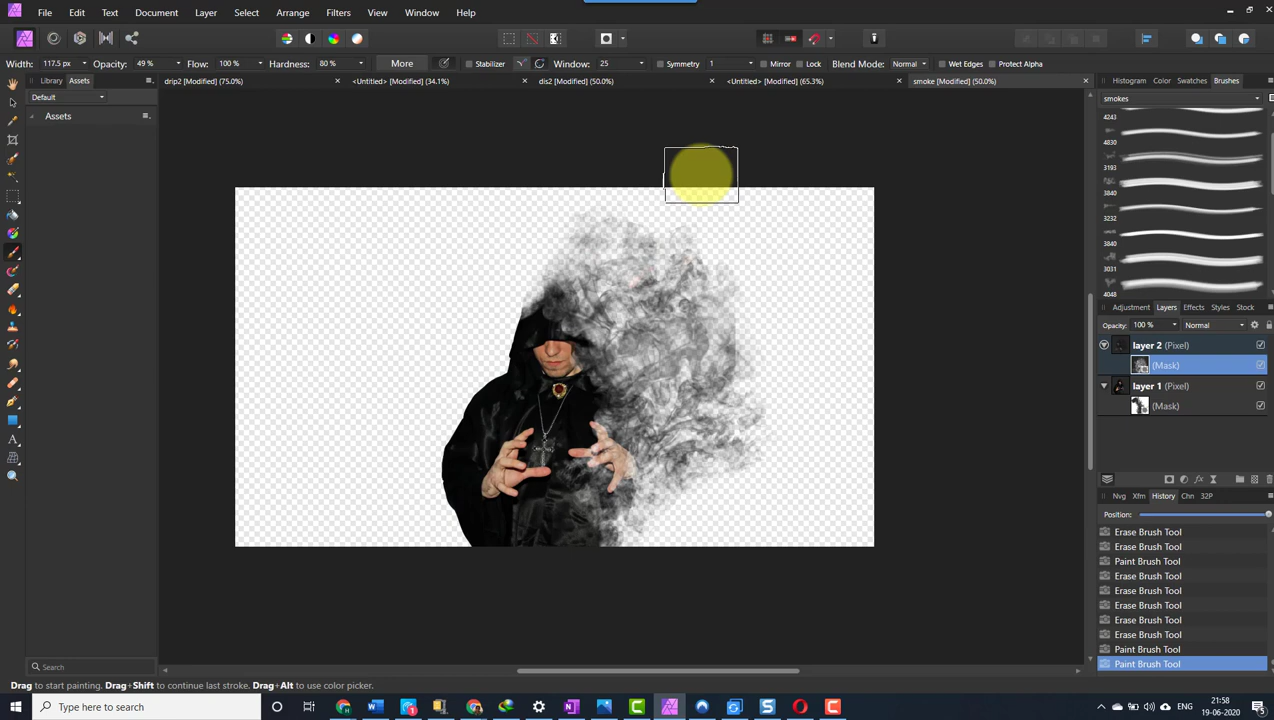 File Edit Text Document Layer Select Arrange Filters View Window Help
Width: 117.5 px Opacity: 49 % Flow: 100 % Hardness: 80 % More Stabilizer Window: 25 Symmetry 1 Mirror Lock Blend Mode: Normal Wet Edges Protect Alpha
Library Assets
drip2 [Modified] (75.0%) × <Untitled> [Modified] (34.1%) × dis2 [Modified] (50.0%) × <Untitled> [Modified] (65.3%) × smoke [Modified] (50.0%) ×
Histogram Color Swatches Brushes
Default
Assets
smokes
4243
4830
3840
3232
3840
3031
4048
Adjustment Layers Effects Styles Stock
Opacity: 100 % Normal
layer 2 (Pixel)
(Mask)
layer 1 (Pixel)
(Mask)
Nvg Xfm History Chn 32P
Position:
Erase Brush Tool
Erase Brush Tool
Paint Brush Tool
Erase Brush Tool
Erase Brush Tool
Erase Brush Tool
Erase Brush Tool
Erase Brush Tool
Paint Brush Tool
Paint Brush Tool
Search
Drag to start painting. Drag+Shift to continue last stroke. Drag+Alt to use color picker.
Type here to search
ENG
21:58
19-06-2020
5